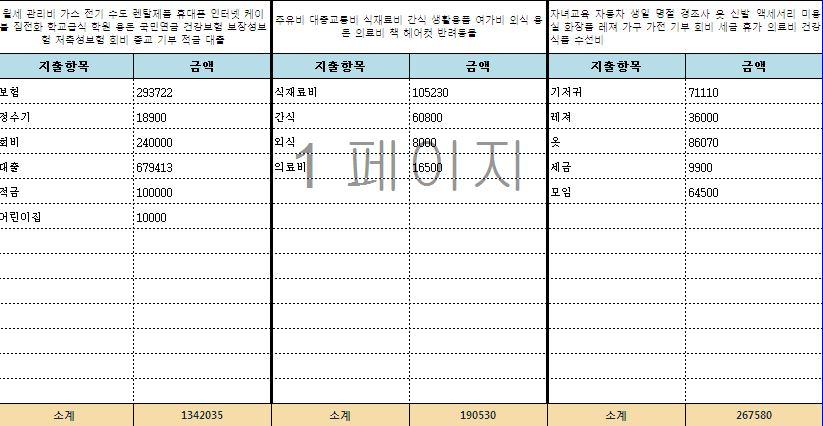 월세 관리비 가스 전기 수도 렌탈제품 휴대폰 인터넷 케이
블 집전화 학교급식 학원 용돈 국민연금 건강보험 보장성보
험 저축성보험 회비 종교 기부 적금 대출
주유비 대중교통비 식재료비 간식 생활용품 여가비 외식 용
돈 의료비 책 헤어컷 반려동물
자녀교육 자동차 생일 명절 경조사 옷 신발 액세서리 미용
실 화장품 레져 가구 가전 기부 회비 세금 휴가 의료비 건강
식품 수선비
지출항목 금액 지출항목 금액 지출항목 금액
보험 293722 식재료비 105230 기저귀 71110
정수기 18900 간식 60800 레져 36000
회비 240000 외식 8000 옷 86070
대출 679413 의료비 16500 세금 9900
적금 100000 모임 64500
어린이집 10000
1 페이지
소계 1342035 소계 190530 소계 267580